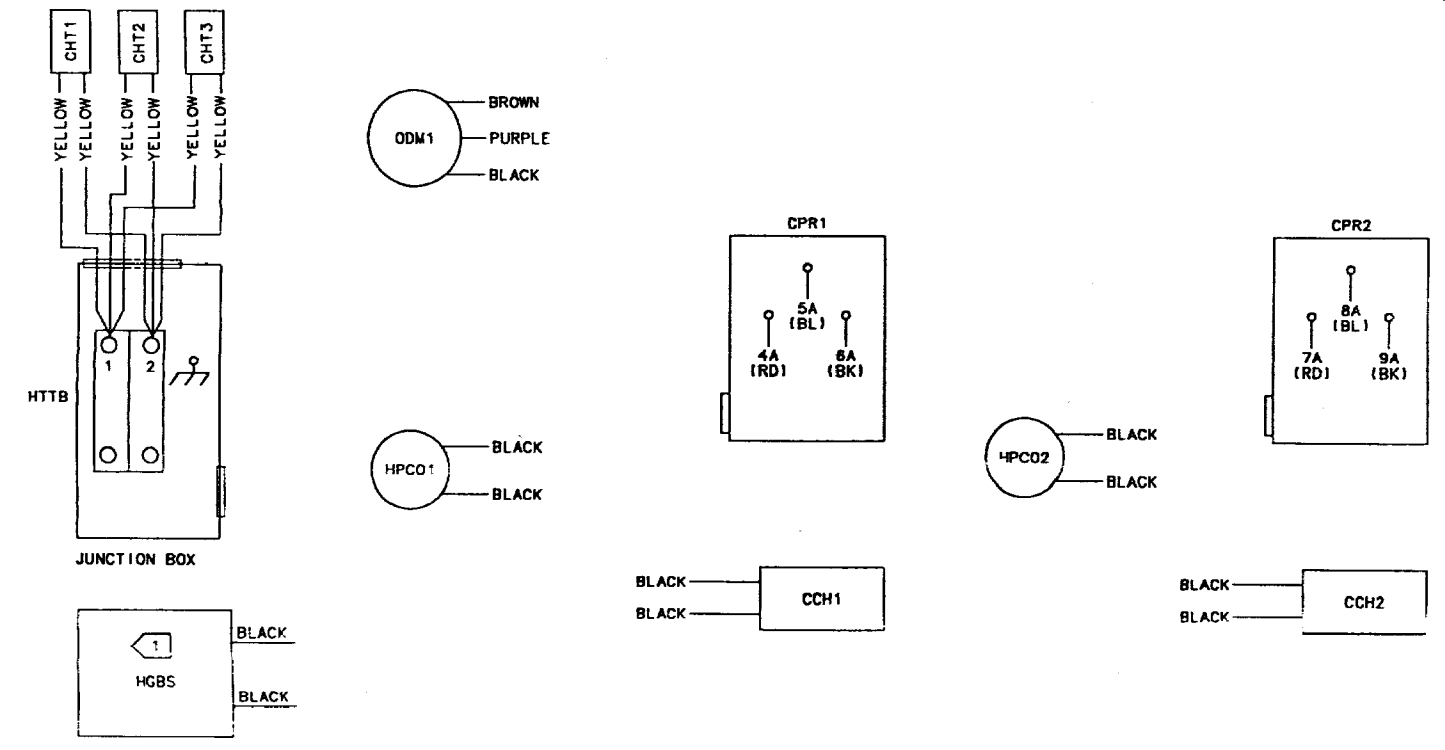 CHT1
CHT2
CHT3
YELLOW
YELLOW
YELLOW
YELLOW
YELLOW
YELLOW
ODM1
BROWN
PURPLE
BLACK
CPR1
5A
(BL)
4A
(RD)
6A
(BK)
CPR2
8A
(BL)
7A
(RD)
9A
(BK)
1
2
HTTB
JUNCTION BOX
HPCO1
BLACK
BLACK
HPCO2
BLACK
BLACK
BLACK
BLACK
CCH1
BLACK
BLACK
CCH2
1
HGBS
BLACK
BLACK